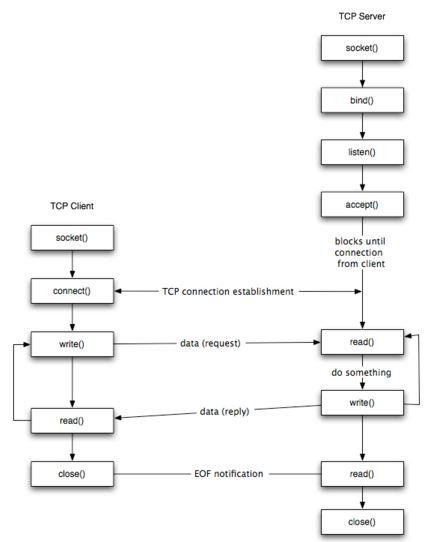 TCP Server
socket()
bind()
listen()
accept()
TCP Client
blocks until
connection
from client
socket()
connect()
TCP connection establishment
write()
data (request)
read()
do something
write()
data (reply)
read()
close()
EOF notification
read()
close()